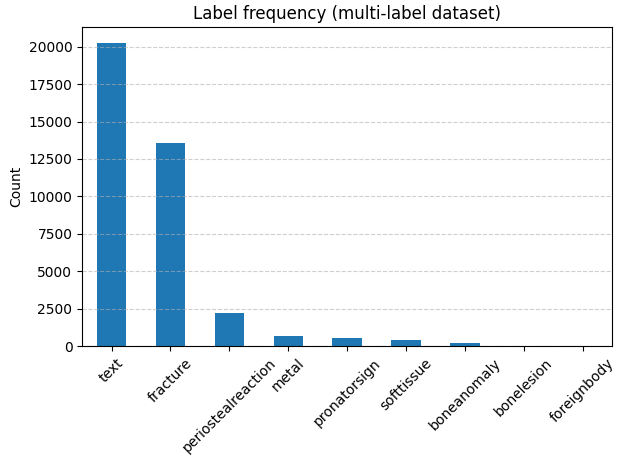 Label frequency (multi-label dataset)
Count
20000
17500
15000
12500
10000
7500
5000
2500
0
text
fracture
periostealreaction
metal
pronatorsign
softtissue
boneanomaly
bonelesion
foreignbody